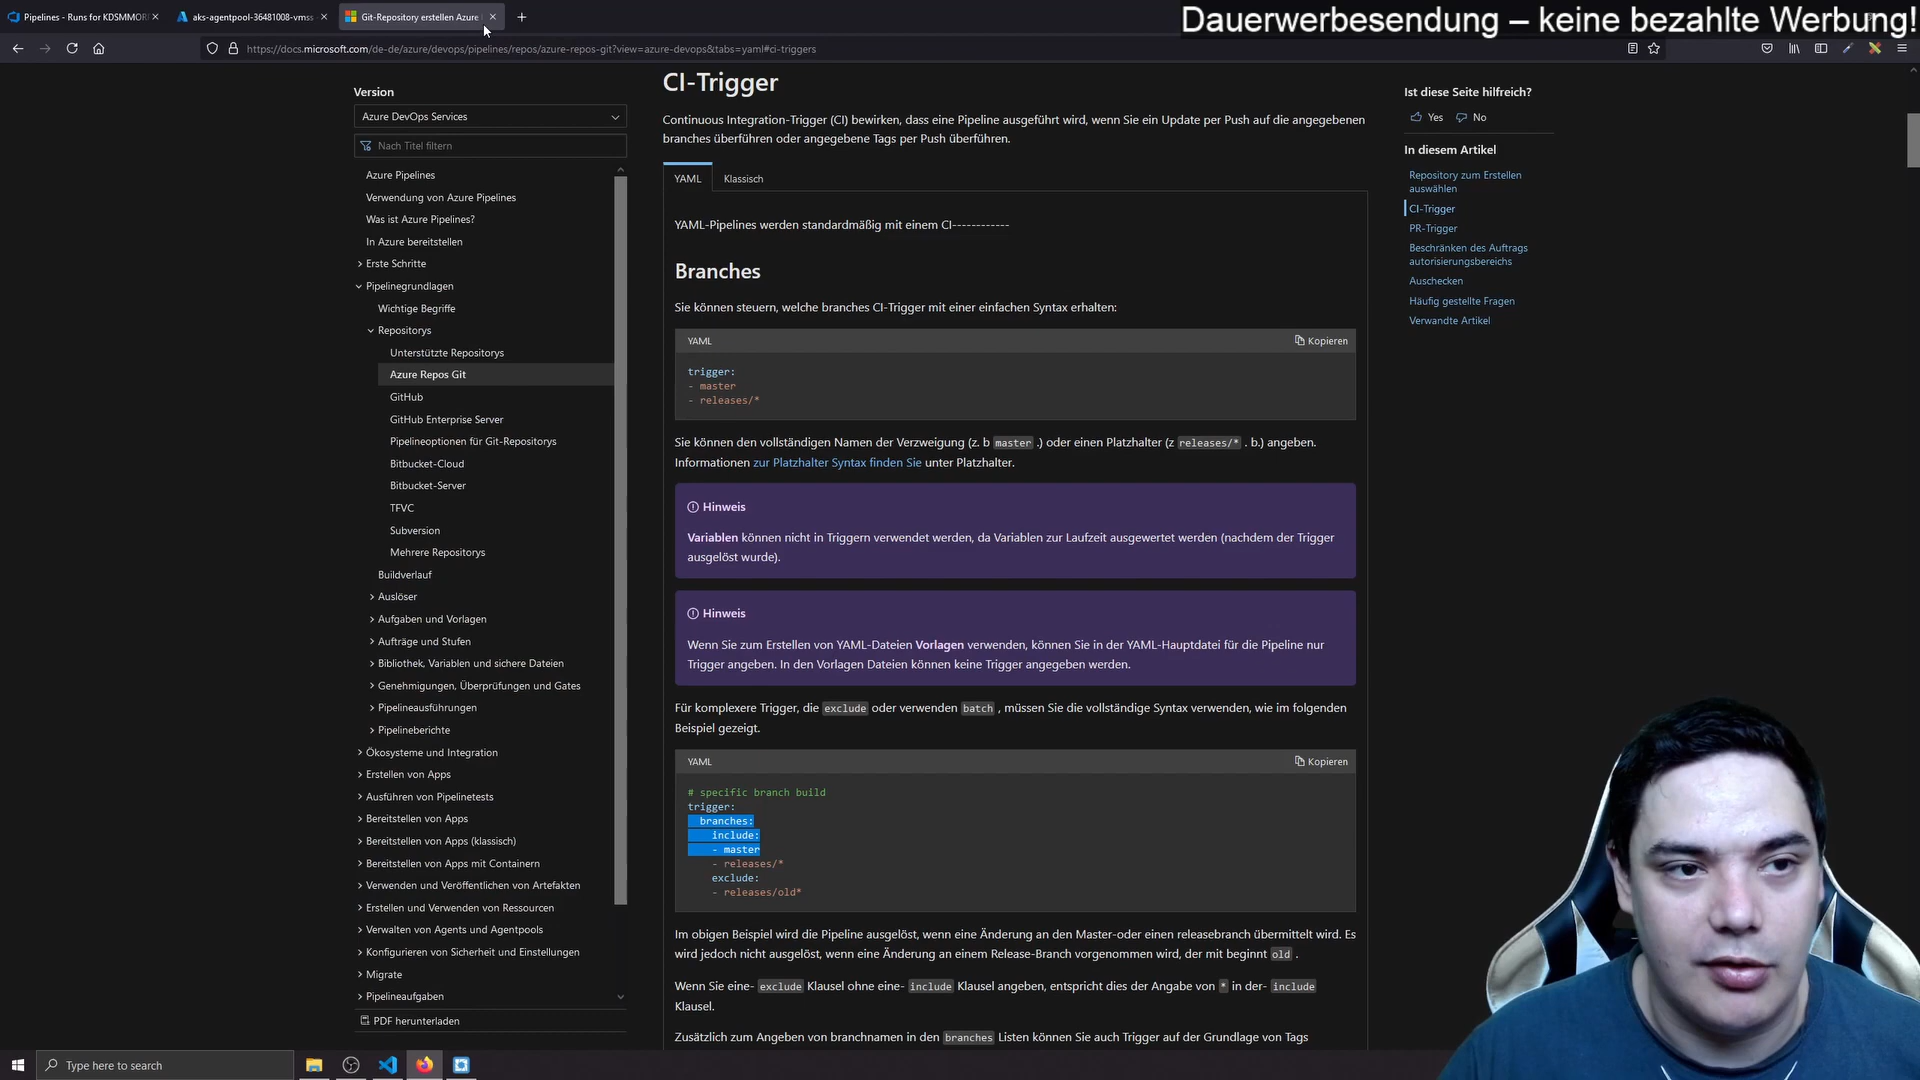 Pipelines - Runs for KDSMMOR
aks-agentpool-36481008-vmss
Git-Repository erstellen Azure
Dauerwerbesendung – keine bezahlte Werbung!
https://docs.microsoft.com/de-de/azure/devops/pipelines/repos/azure-repos-git?view=azure-devops&tabs=yaml#ci-triggers
Version
Azure DevOps Services
Nach Titel filtern
Azure Pipelines
Verwendung von Azure Pipelines
Was ist Azure Pipelines?
In Azure bereitstellen
Erste Schritte
Pipelinegrundlagen
Wichtige Begriffe
Repositorys
Unterstützte Repositorys
Azure Repos Git
GitHub
GitHub Enterprise Server
Pipelineoptionen für Git-Repositorys
Bitbucket-Cloud
Bitbucket-Server
TFVC
Subversion
Mehrere Repositorys
Buildverlauf
Auslöser
Aufgaben und Vorlagen
Aufträge und Stufen
Bibliothek, Variablen und sichere Dateien
Genehmigungen, Überprüfungen und Gates
Pipelineausführungen
Pipelineberichte
Ökosysteme und Integration
Erstellen von Apps
Ausführen von Pipelinetests
Bereitstellen von Apps
Bereitstellen von Apps (klassisch)
Bereitstellen von Apps mit Containern
Verwenden und Veröffentlichen von Artefakten
Erstellen und Verwenden von Ressourcen
Verwalten von Agents und Agentpools
Konfigurieren von Sicherheit und Einstellungen
Migrate
Pipelineaufgaben
PDF herunterladen
CI-Trigger
Continuous Integration-Trigger (CI) bewirken, dass eine Pipeline ausgeführt wird, wenn Sie ein Update per Push auf die angegebenen
branches überführen oder angegebene Tags per Push überführen.
YAML
Klassisch
YAML-Pipelines werden standardmäßig mit einem CI------------
Branches
Sie können steuern, welche branches CI-Trigger mit einer einfachen Syntax erhalten:
YAML
Kopieren
trigger:
- master
- releases/*
Sie können den vollständigen Namen der Verzweigung (z. b master .) oder einen Platzhalter (z releases/* . b.) angeben.
Informationen zur Platzhalter Syntax finden Sie unter Platzhalter.
Hinweis
Variablen können nicht in Triggern verwendet werden, da Variablen zur Laufzeit ausgewertet werden (nachdem der Trigger
ausgelöst wurde).
Hinweis
Wenn Sie zum Erstellen von YAML-Dateien Vorlagen verwenden, können Sie in der YAML-Hauptdatei für die Pipeline nur
Trigger angeben. In den Vorlagen Dateien können keine Trigger angegeben werden.
Für komplexere Trigger, die exclude oder verwenden batch , müssen Sie die vollständige Syntax verwenden, wie im folgenden
Beispiel gezeigt.
YAML
Kopieren
# specific branch build
trigger:
branches:
include:
- master
- releases/*
exclude:
- releases/old*
Im obigen Beispiel wird die Pipeline ausgelöst, wenn eine Änderung an den Master-oder einen releasebranch übermittelt wird. Es
wird jedoch nicht ausgelöst, wenn eine Änderung an einem Release-Branch vorgenommen wird, der mit beginnt old .
Wenn Sie eine- exclude Klausel ohne eine- include Klausel angeben, entspricht dies der Angabe von * in der- include
Klausel.
Zusätzlich zum Angeben von branchnamen in den branches Listen können Sie auch Trigger auf der Grundlage von Tags
Ist diese Seite hilfreich?
Yes
No
In diesem Artikel
Repository zum Erstellen
auswählen
CI-Trigger
PR-Trigger
Beschränken des Auftrags
autorisierungsbereichs
Auschecken
Häufig gestellte Fragen
Verwandte Artikel
Type here to search